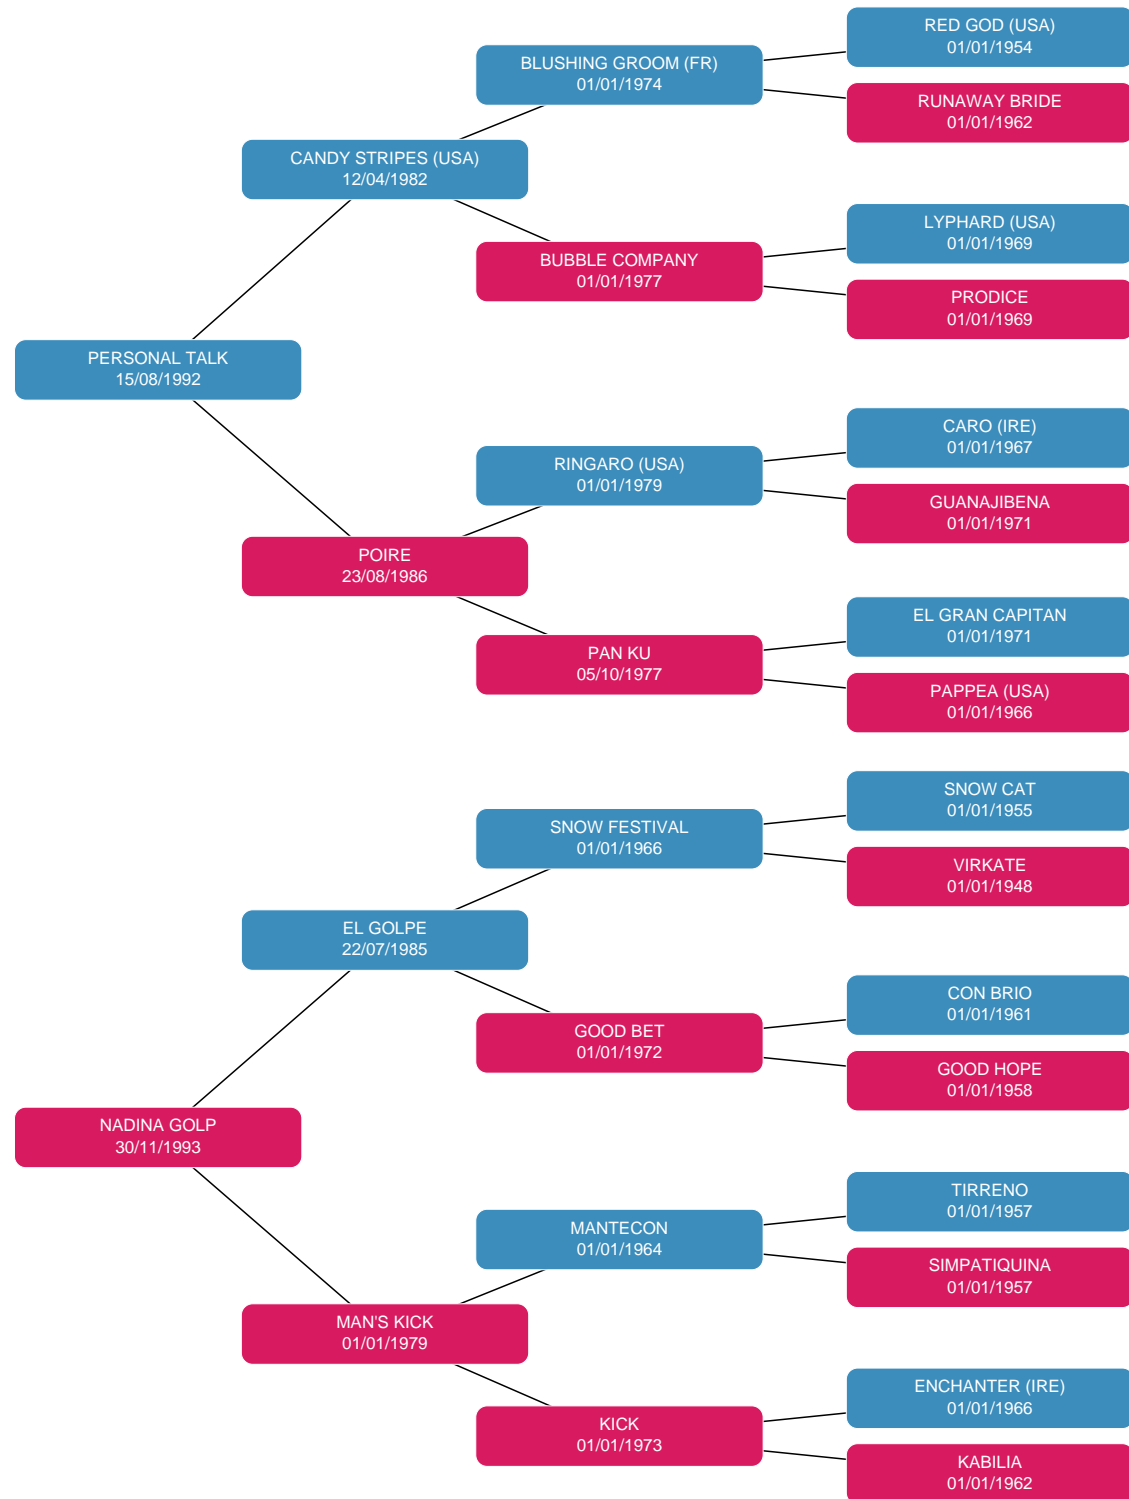 RED GOD (USA)
01/01/1954
BLUSHING GROOM (FR)
01/01/1974
RUNAWAY BRIDE
01/01/1962
CANDY STRIPES (USA)
12/04/1982
LYPHARD (USA)
01/01/1969
BUBBLE COMPANY
01/01/1977
PRODICE
01/01/1969
PERSONAL TALK
15/08/1992
CARO (IRE)
01/01/1967
RINGARO (USA)
01/01/1979
GUANAJIBENA
01/01/1971
POIRE
23/08/1986
EL GRAN CAPITAN
01/01/1971
PAN KU
05/10/1977
PAPPEA (USA)
01/01/1966
SNOW CAT
01/01/1955
SNOW FESTIVAL
01/01/1966
VIRKATE
01/01/1948
EL GOLPE
22/07/1985
CON BRIO
01/01/1961
GOOD BET
01/01/1972
GOOD HOPE
01/01/1958
NADINA GOLP
30/11/1993
TIRRENO
01/01/1957
MANTECON
01/01/1964
SIMPATIQUINA
01/01/1957
MAN'S KICK
01/01/1979
ENCHANTER (IRE)
01/01/1966
KICK
01/01/1973
KABILIA
01/01/1962